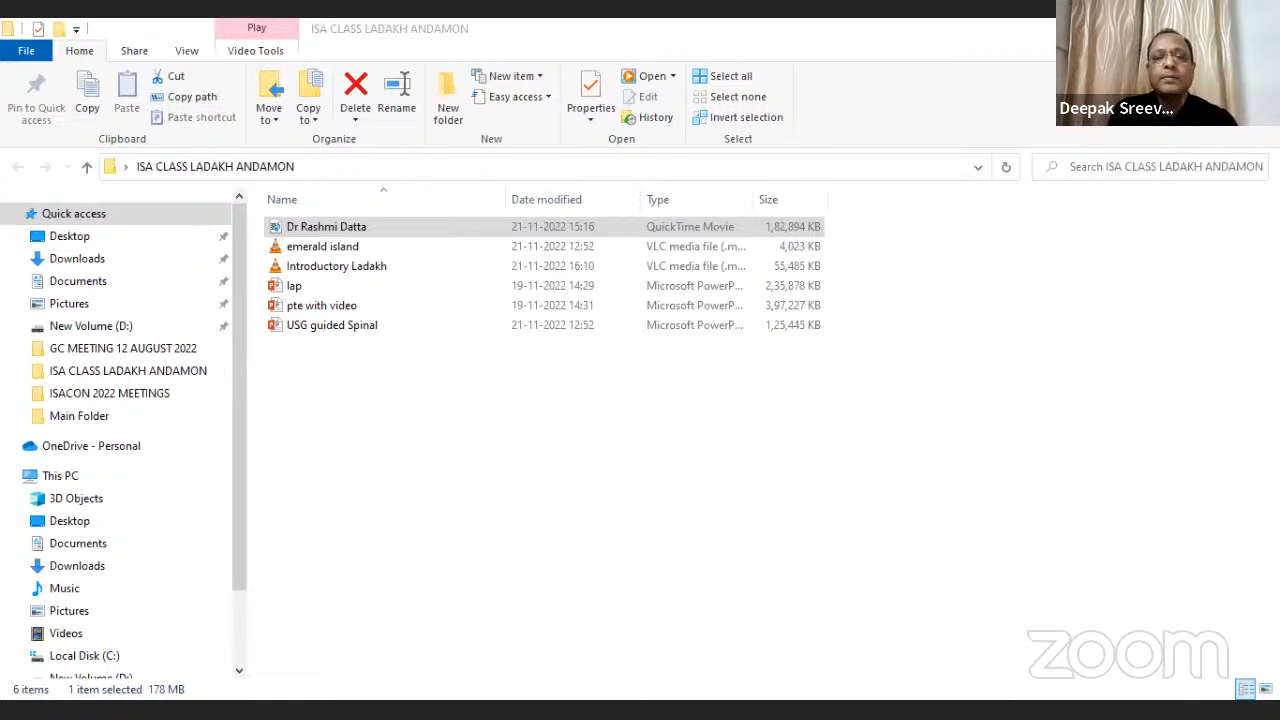 Play
ISA CLASS LADAKH ANDAMON
File
Home
Share
View
Video Tools
Pin to Quick access
Copy
Paste
Cut
Copy path
Paste shortcut
Move to
Copy to
Delete
Rename
New folder
New item
Easy access
Properties
Open
Edit
History
Select all
Select none
Invert selection
Clipboard
Organize
New
Open
Select
Deepak Sreev...
ISA CLASS LADAKH ANDAMON
Search ISA CLASS LADAKH ANDAMON
Name
Date modified
Type
Size
Dr Rashmi Datta 21-11-2022 15:16 QuickTime Movie 1,82,894 KB
emerald island 21-11-2022 12:52 VLC media file (.m... 4,023 KB
Introductory Ladakh 21-11-2022 16:10 VLC media file (.m... 55,485 KB
lap 19-11-2022 14:29 Microsoft PowerP... 2,35,878 KB
pte with video 19-11-2022 14:31 Microsoft PowerP... 3,97,227 KB
USG guided Spinal 21-11-2022 12:52 Microsoft PowerP... 1,25,445 KB
Quick access
Desktop
Downloads
Documents
Pictures
New Volume (D:)
GC MEETING 12 AUGUST 2022
ISA CLASS LADAKH ANDAMON
ISACON 2022 MEETINGS
Main Folder
OneDrive - Personal
This PC
3D Objects
Desktop
Documents
Downloads
Music
Pictures
Videos
Local Disk (C:)
New Volume (D:)
6 items 1 item selected 178 MB
zoom